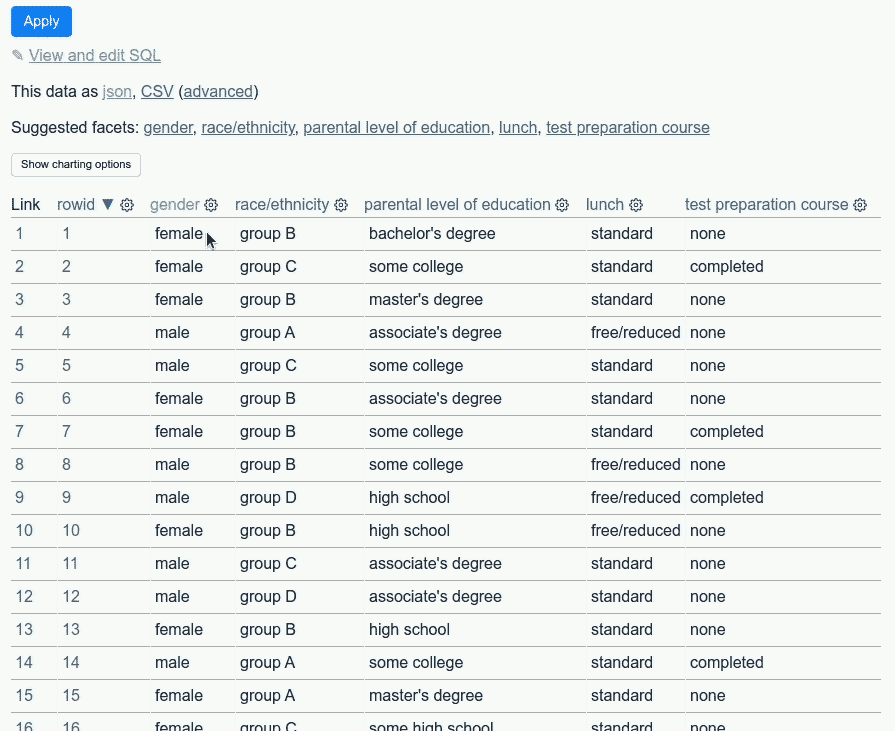 Apply
✎ View and edit SQL
This data as json, CSV (advanced)
Suggested facets: gender, race/ethnicity, parental level of education, lunch, test preparation course
Show charting options
Link rowid ▼ gender race/ethnicity parental level of education lunch test preparation course
1 1 female group B bachelor's degree standard none
2 2 female group C some college standard completed
3 3 female group B master's degree standard none
4 4 male group A associate's degree free/reduced none
5 5 male group C some college standard none
6 6 female group B associate's degree standard none
7 7 female group B some college standard completed
8 8 male group B some college free/reduced none
9 9 male group D high school free/reduced completed
10 10 female group B high school free/reduced none
11 11 male group C associate's degree standard none
12 12 male group D associate's degree standard none
13 13 female group B high school standard none
14 14 male group A some college standard completed
15 15 female group A master's degree standard none
16 16 female group C some high school standard none